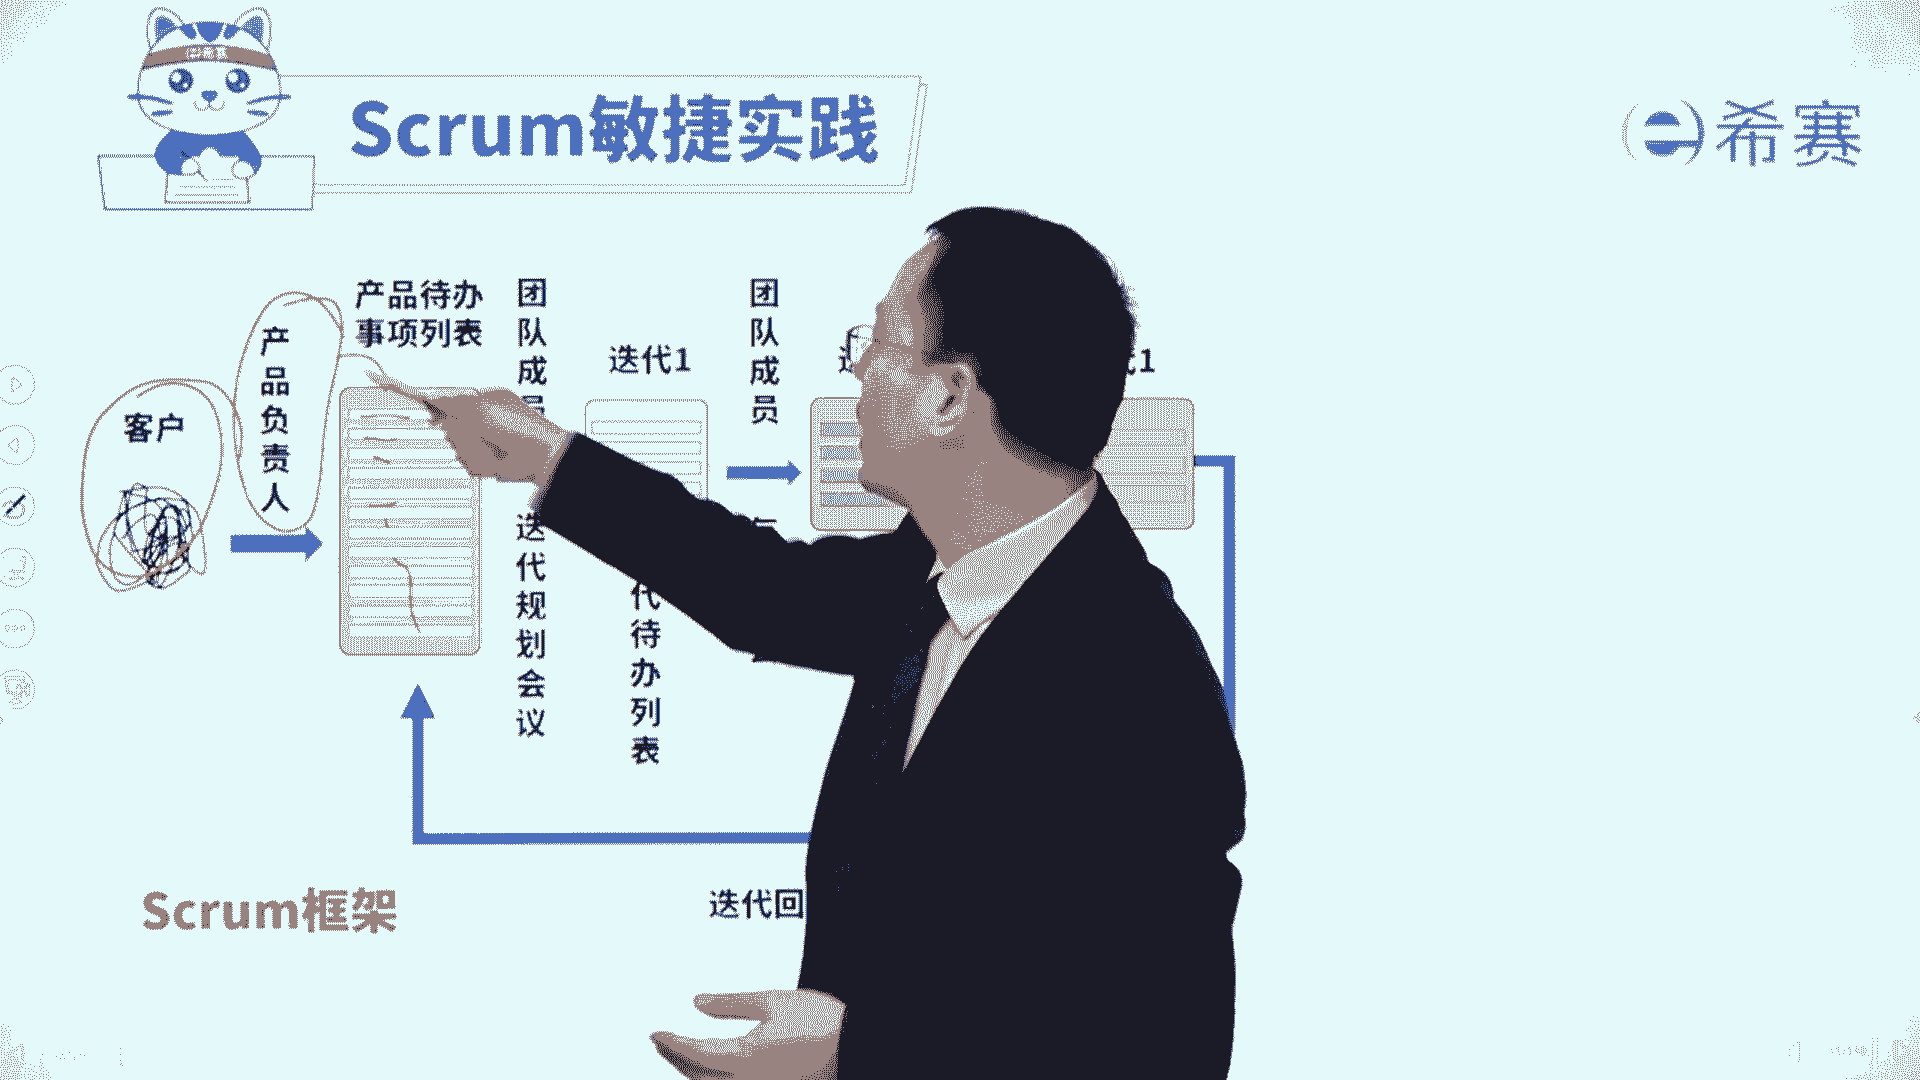 Scrum敏捷实践
希赛
客户
产品负责人
产品待办
事项列表
团队成员
迭代规划会议
迭代1
代待办列表
团队成员
1
迭代回
Scrum框架